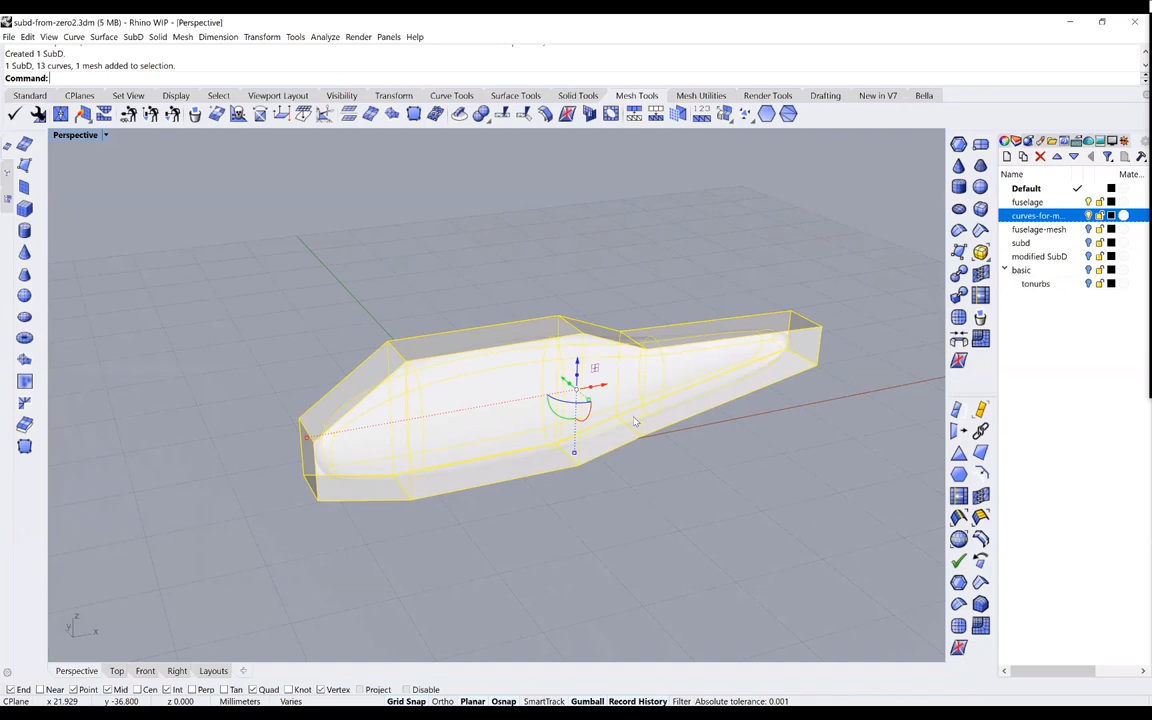 subd-from-zero2.3dm (5 MB) - Rhino WIP - [Perspective]
File Edit View Curve Surface SubD Solid Mesh Dimension Transform Tools Analyze Render Panels Help
Created 1 SubD.
1 SubD, 13 curves, 1 mesh added to selection.
Command:
Standard CPlanes Display Select Viewport Layout Visibility Transform Curve Tools Surface Tools Solid Tools Mesh Tools Mesh Utilities Render Tools Drafting New in V7 Bella
Perspective
Name Mate...
Default
fuselage
curves-for-m...
fuselage-mesh
subd
modified SubD
basic
tonurbs
z
y x
Perspective Top Front Right Layouts
End Near Point Mid Cen Int Perp Tan Quad Knot Vertex Project Disable
CPlane x 21.929 y -36.800 z 0.000 Millimeters Varies Grid Snap Ortho Planar Osnap SmartTrack Gumball Record History Filter Absolute tolerance: 0.001